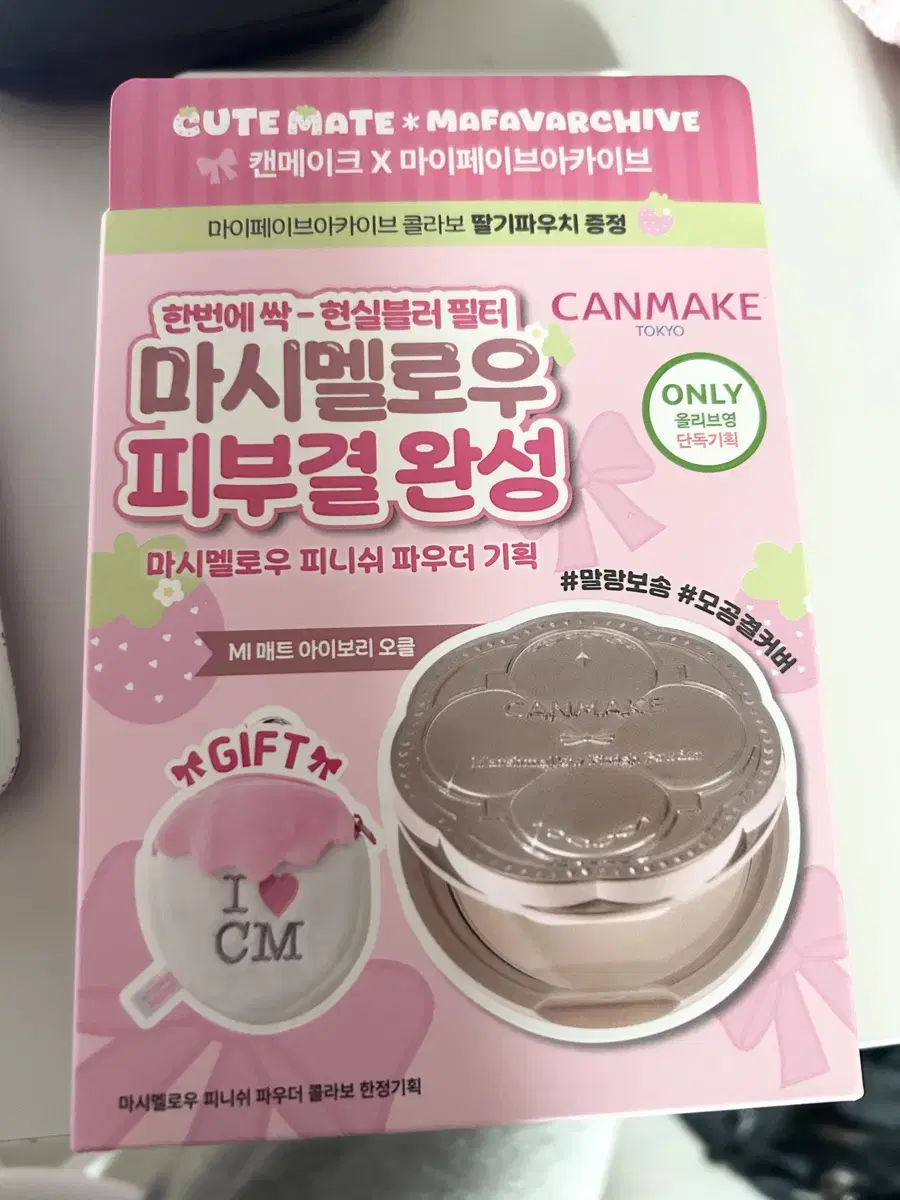 CUTE MATE * MAFAVARCHIVE
캔메이크 X 마이페이브아카이브
마이페이브아카이브 콜라보 딸기파우치 증정
한번에 싹 - 현실블러 필터
마시멜로우
피부결 완성
CANMAKE
TOKYO
ONLY
올리브영
단독기획
마시멜로우 피니쉬 파우더 기획
#말랑보송 #모공결커버
MI 매트 아이보리 오클
CANMAKE
Marshmallow Finish Powder
GIFT
I ♥
CM
마시멜로우 피니쉬 파우더 콜라보 한정기획